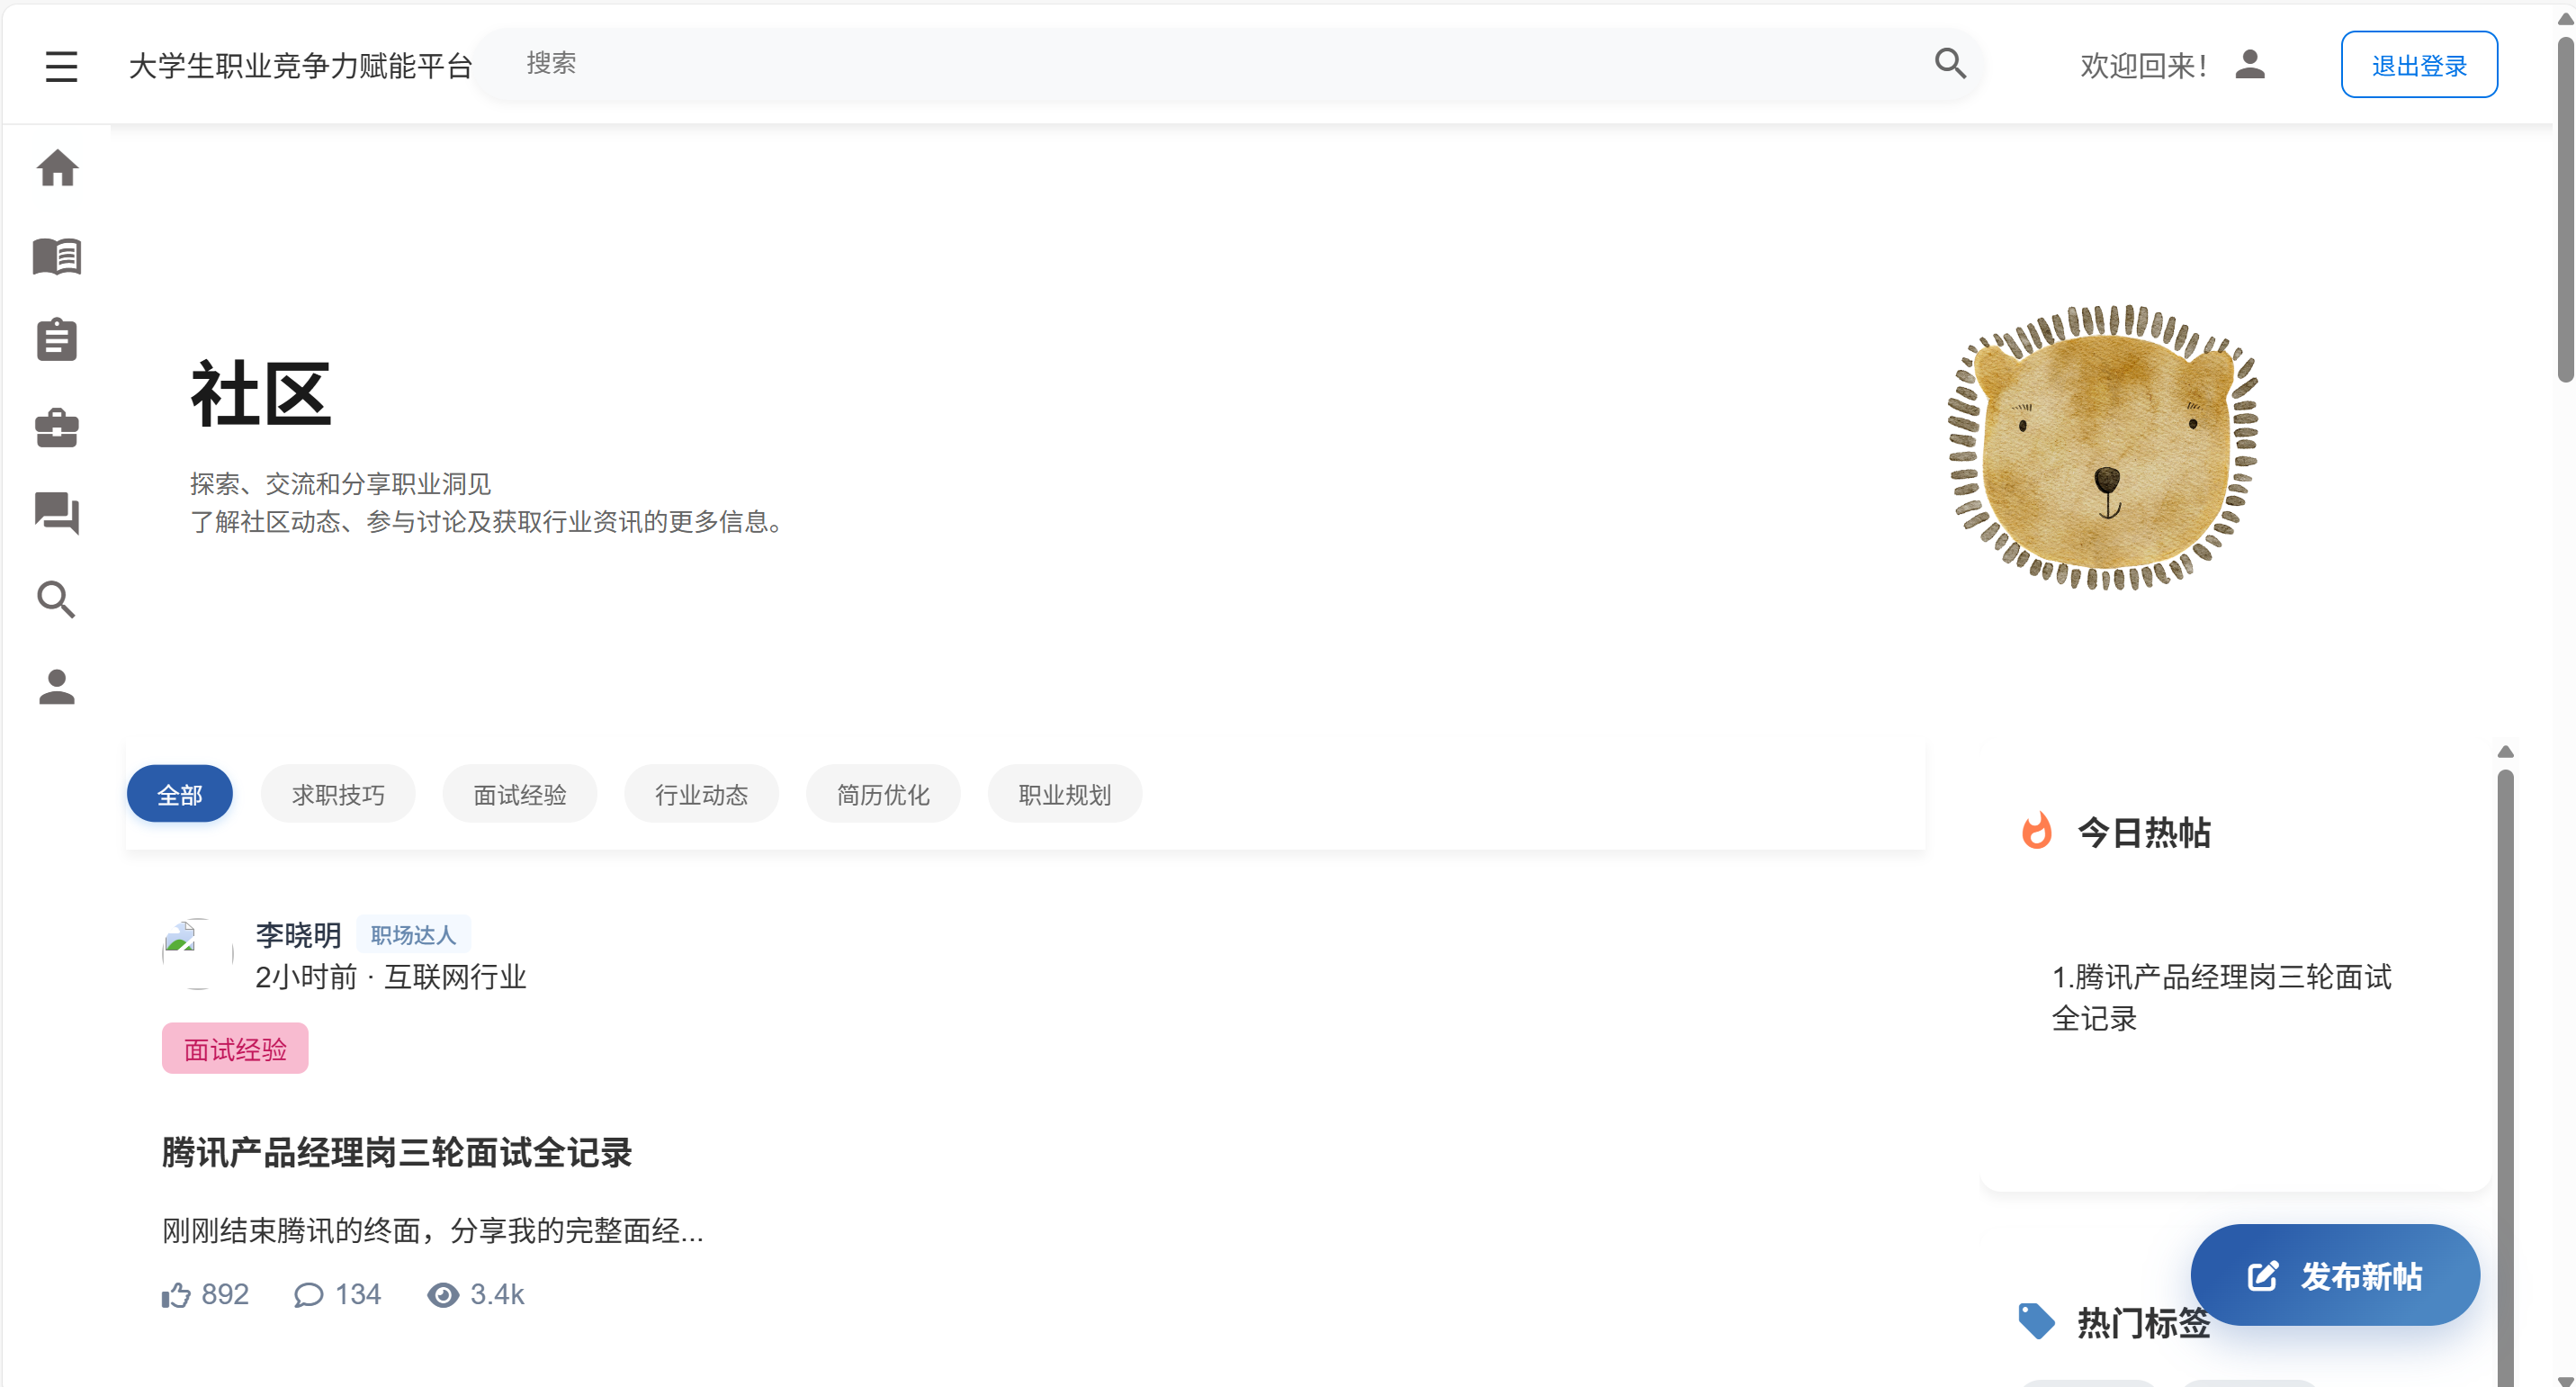 大学生职业竞争力赋能平台
搜索
欢迎回来！
退出登录
社区
探索、交流和分享职业洞见
了解社区动态、参与讨论及获取行业资讯的更多信息。
全部
求职技巧
面试经验
行业动态
简历优化
职业规划
李晓明
职场达人
2小时前 · 互联网行业
面试经验
腾讯产品经理岗三轮面试全记录
刚刚结束腾讯的终面，分享我的完整面经...
892
134
3.4k
今日热帖
1.腾讯产品经理岗三轮面试
全记录
发布新帖
热门标签